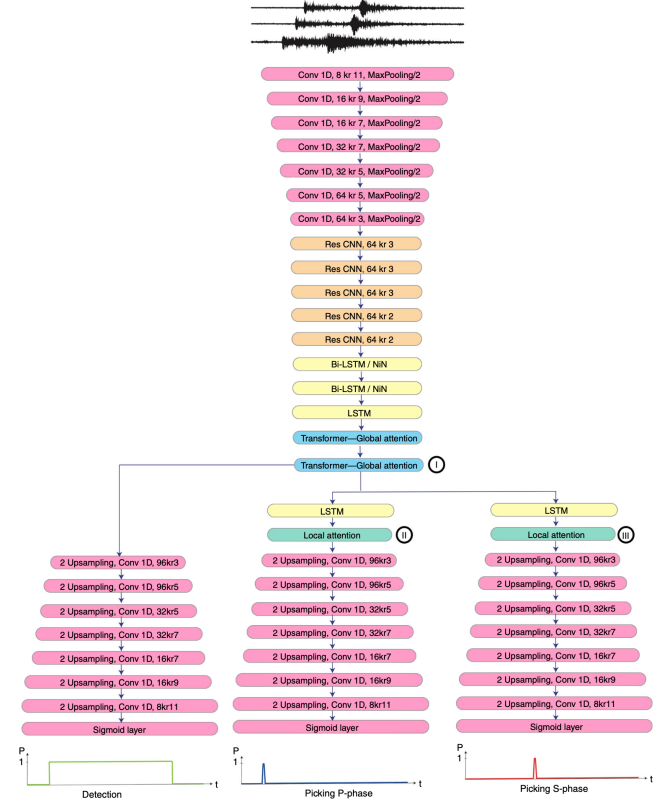 Conv 1D, 8 kr 11, MaxPooling/2
Conv 1D, 16 kr 9, MaxPooling/2
Conv 1D, 16 kr 7, MaxPooling/2
Conv 1D, 32 kr 7, MaxPooling/2
Conv 1D, 32 kr 5, MaxPooling/2
Conv 1D, 64 kr 5, MaxPooling/2
Conv 1D, 64 kr 3, MaxPooling/2
Res CNN, 64 kr 3
Res CNN, 64 kr 3
Res CNN, 64 kr 3
Res CNN, 64 kr 2
Res CNN, 64 kr 2
Bi-LSTM / NiN
Bi-LSTM / NiN
LSTM
Transformer—Global attention
Transformer—Global attention
I
2 Upsampling, Conv 1D, 96kr3
2 Upsampling, Conv 1D, 96kr5
2 Upsampling, Conv 1D, 32kr5
2 Upsampling, Conv 1D, 32kr7
2 Upsampling, Conv 1D, 16kr7
2 Upsampling, Conv 1D, 16kr9
2 Upsampling, Conv 1D, 8kr11
Sigmoid layer
P
1
t
Detection
LSTM
Local attention
II
2 Upsampling, Conv 1D, 96kr3
2 Upsampling, Conv 1D, 96kr5
2 Upsampling, Conv 1D, 32kr5
2 Upsampling, Conv 1D, 32kr7
2 Upsampling, Conv 1D, 16kr7
2 Upsampling, Conv 1D, 16kr9
2 Upsampling, Conv 1D, 8kr11
Sigmoid layer
P
1
t
Picking P-phase
LSTM
Local attention
III
2 Upsampling, Conv 1D, 96kr3
2 Upsampling, Conv 1D, 96kr5
2 Upsampling, Conv 1D, 32kr5
2 Upsampling, Conv 1D, 32kr7
2 Upsampling, Conv 1D, 16kr7
2 Upsampling, Conv 1D, 16kr9
2 Upsampling, Conv 1D, 8kr11
Sigmoid layer
P
1
t
Picking S-phase